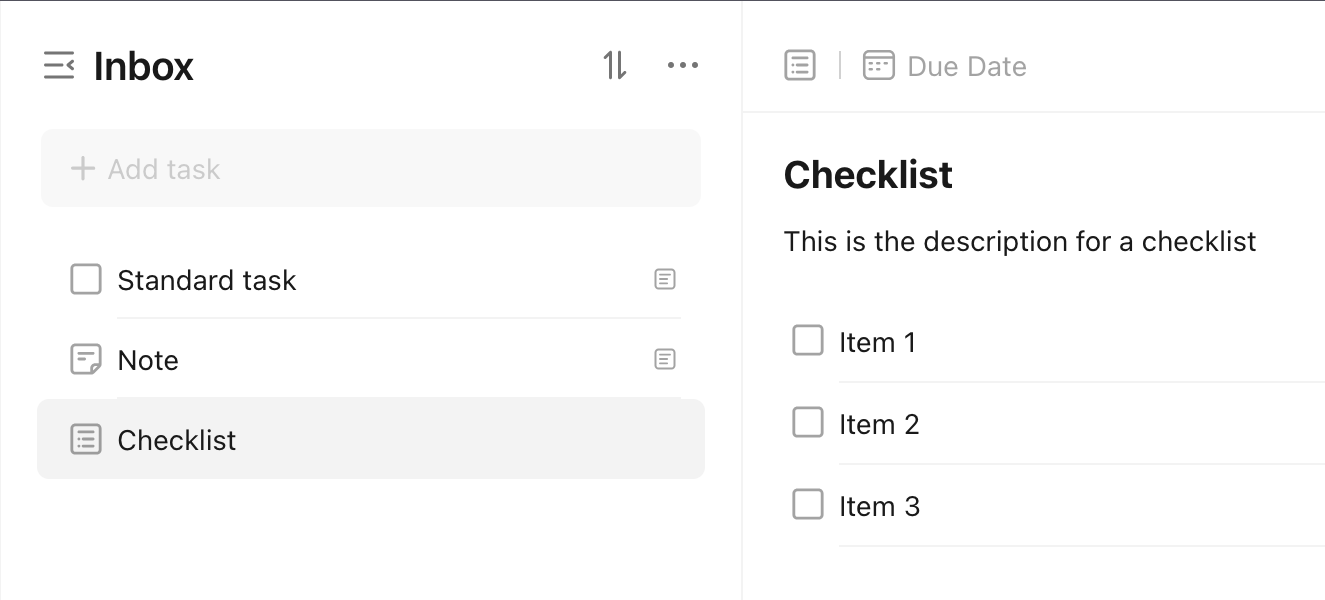 Inbox
Add task
Standard task
Note
Checklist
Due Date
Checklist
This is the description for a checklist
Item 1
Item 2
Item 3